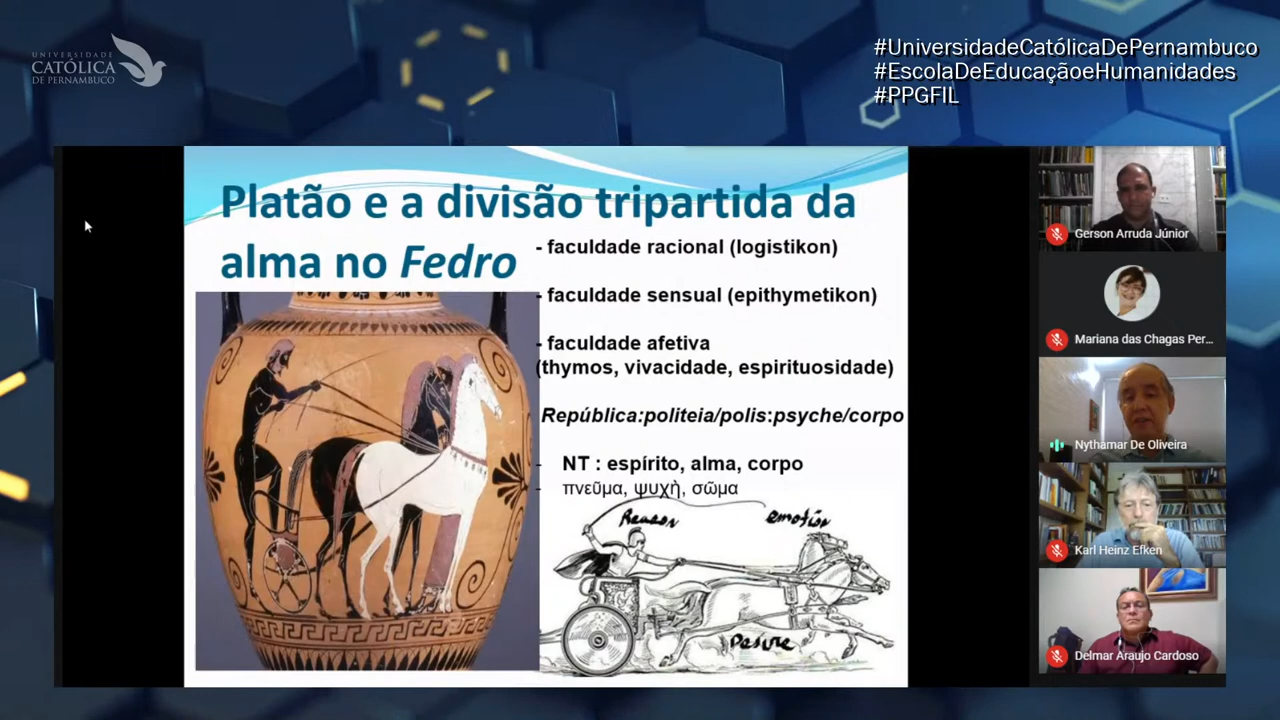 UNIVERSIDADE
CATÓLICA
DE PERNAMBUCO
#UniversidadeCatólicaDePernambuco
#EscolaDeEducaçãoeHumanidades
#PPGFIL
Platão e a divisão tripartida da
alma no Fedro
- faculdade racional (logistikon)
- faculdade sensual (epithymetikon)
- faculdade afetiva
(thymos, vivacidade, espirituosidade)
República:politeia/polis:psyche/corpo
- NT : espírito, alma, corpo
- πνεῦμα, ψυχὴ, σῶμα
Reason
emotion
Desire
Gerson Arruda Júnior
Mariana das Chagas Per...
Nythamar De Oliveira
Karl Heinz Efken
Delmar Araujo Cardoso